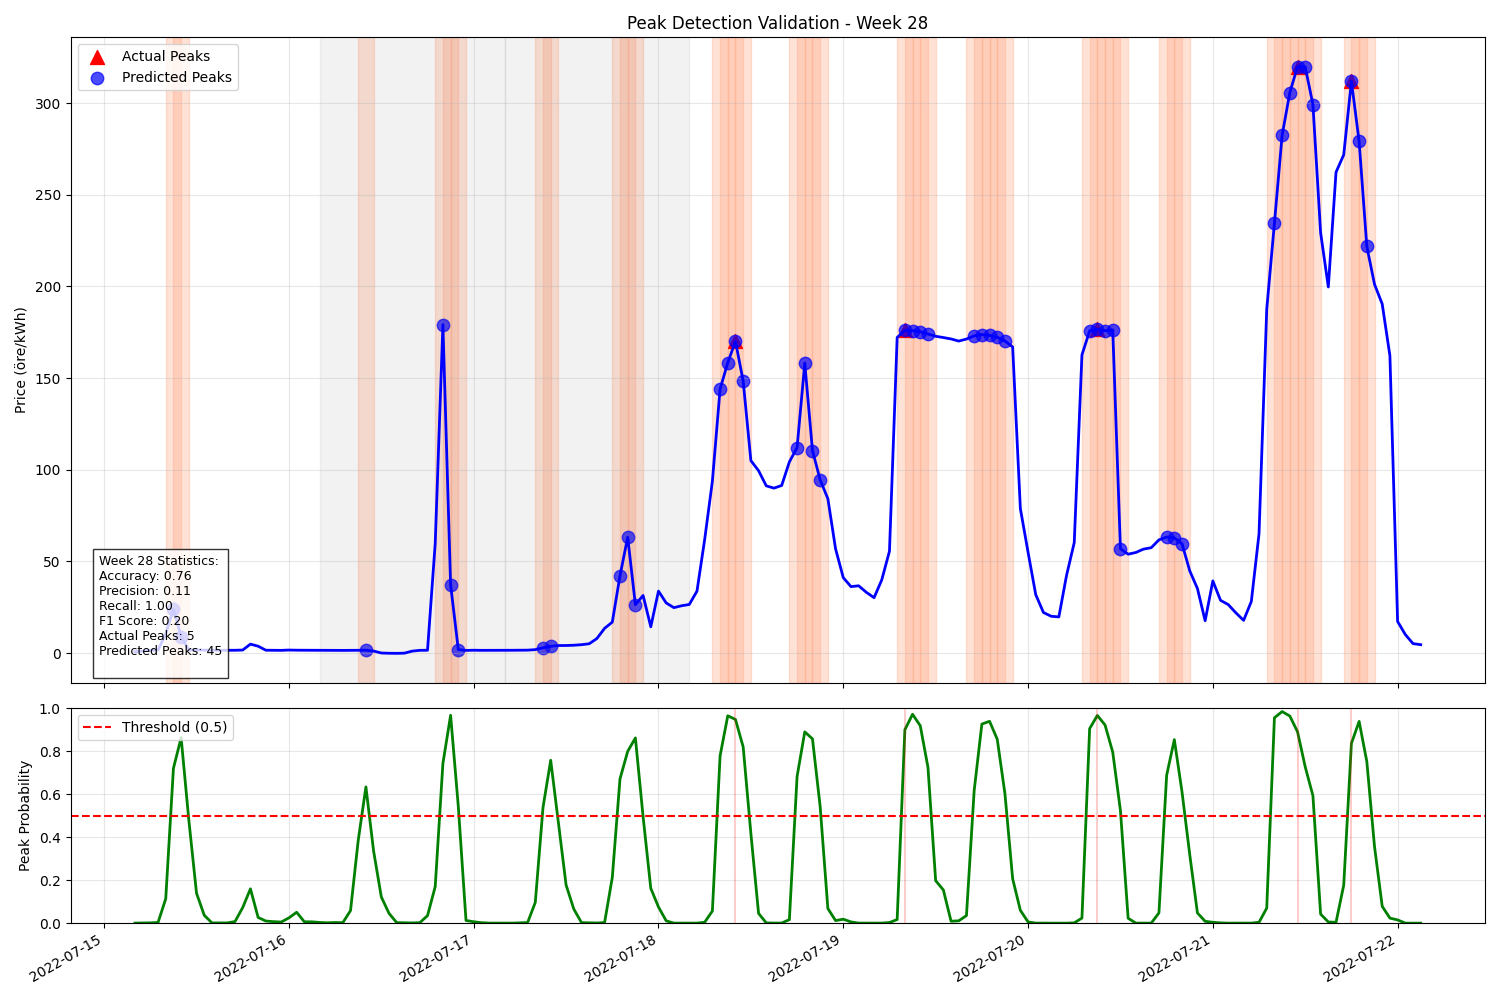 Peak Detection Validation - Week 28
Actual Peaks
Predicted Peaks
Price (öre/kWh)
300
250
200
150
100
50
0
Week 28 Statistics:
Accuracy: 0.76
Precision: 0.11
Recall: 1.00
F1 Score: 0.20
Actual Peaks: 5
Predicted Peaks: 45
Threshold (0.5)
Peak Probability
1.0
0.8
0.6
0.4
0.2
0.0
2022-07-15
2022-07-16
2022-07-17
2022-07-18
2022-07-19
2022-07-20
2022-07-21
2022-07-22